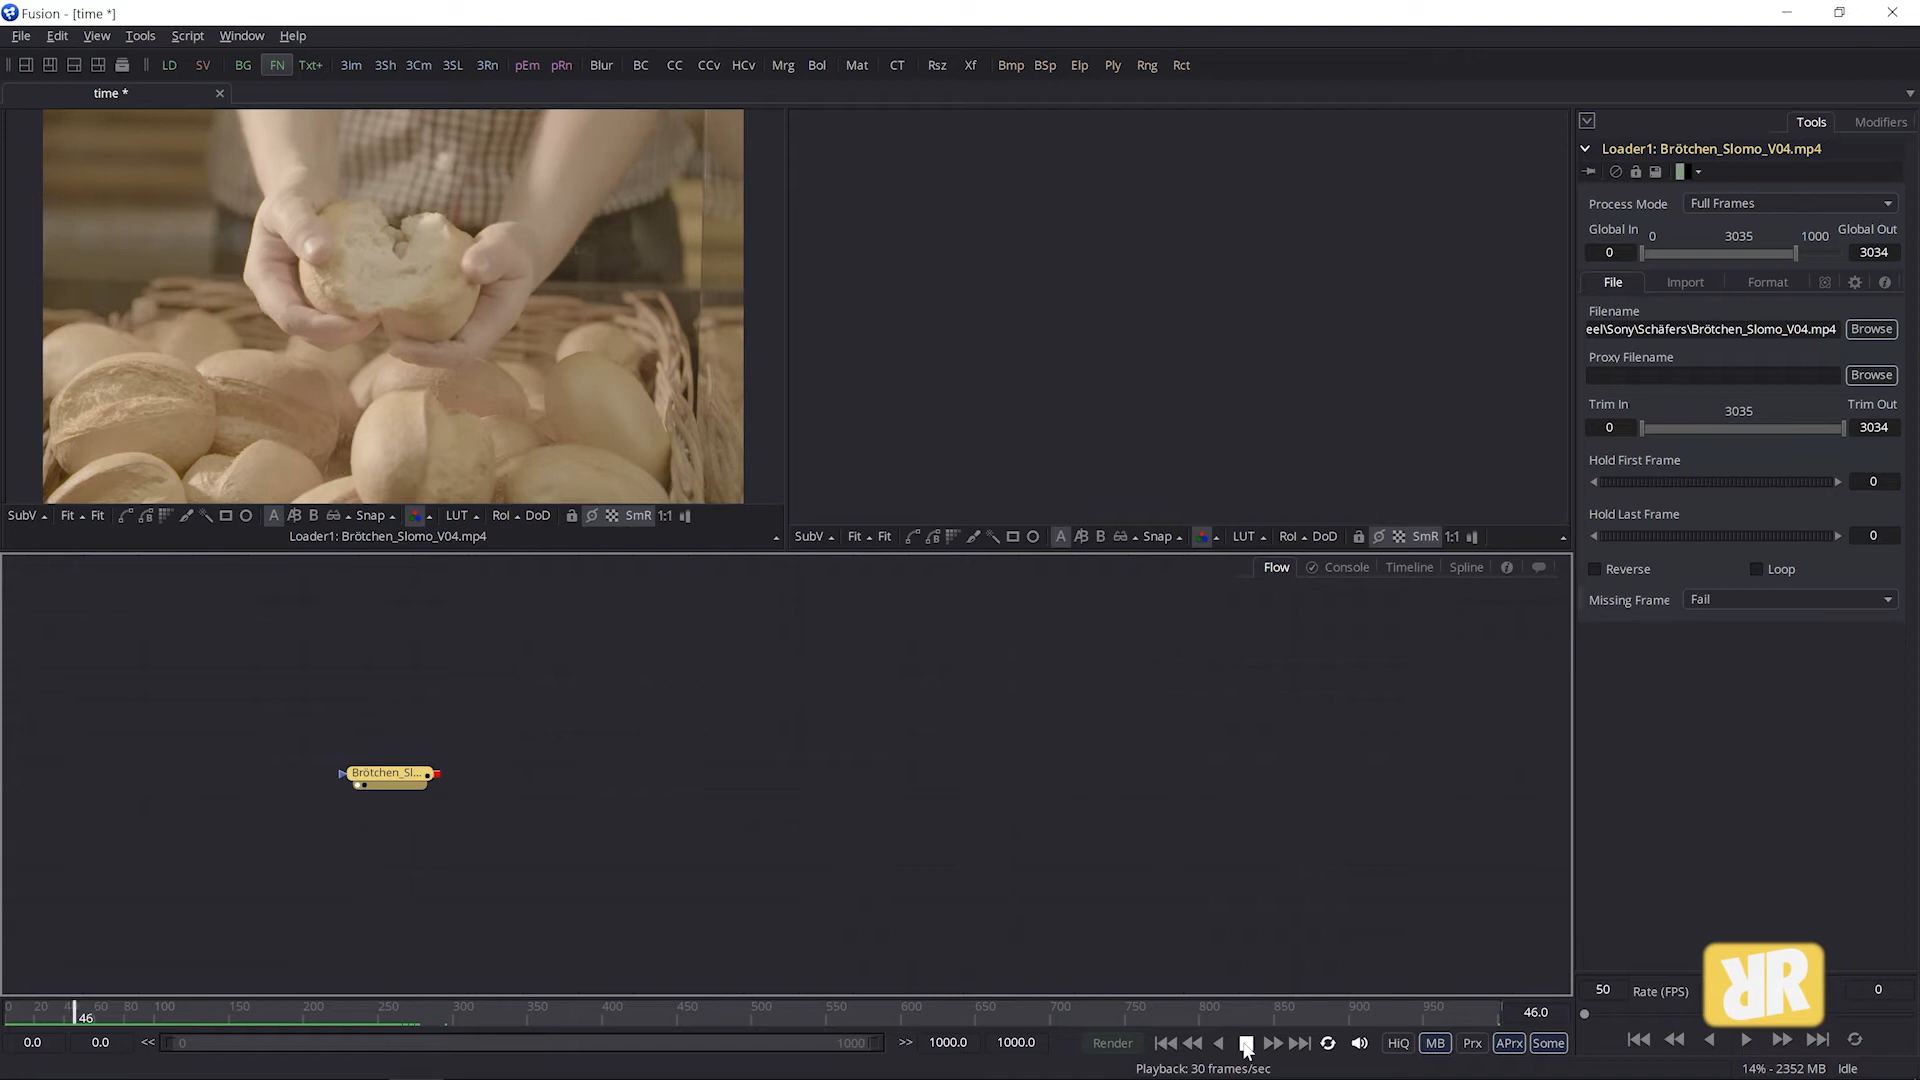 Fusion - [time *]
File Edit View Tools Script Window Help
LD SV BG FN Txt+ 3Im 3Sh 3Cm 3SL 3Rn pEm pRn Blur BC CC CCv HCv Mrg Bol Mat CT Rsz Xf Bmp BSp Elp Ply Rng Rct
time *
Tools Modifiers
Loader1: Brötchen_Slomo_V04.mp4
Process Mode Full Frames
Global In 0 3035 1000 Global Out
0 3034
File Import Format
Filename
eel\Sony\Schäfers\Brötchen_Slomo_V04.mp4 Browse
Proxy Filename
Browse
Trim In 3035 Trim Out
0 3034
Hold First Frame
0
Hold Last Frame
0
Reverse Loop
Missing Frame Fail
SubV Fit Fit A B Snap LUT RoI DoD SmR 1:1
Loader1: Brötchen_Slomo_V04.mp4
SubV Fit Fit A B Snap LUT RoI DoD SmR 1:1
Flow Console Timeline Spline
Brötchen_Sl...
0 20 60 80 100 150 200 250 300 350 400 450 500 550 600 650 700 750 800 850 900 950
46 46.0
0.0 0.0 << 0 1000 >> 1000.0 1000.0 Render HiQ MB Prx APrx Some
Playback: 30 frames/sec
50 Rate (FPS) 0
RR
14% - 2352 MB Idle